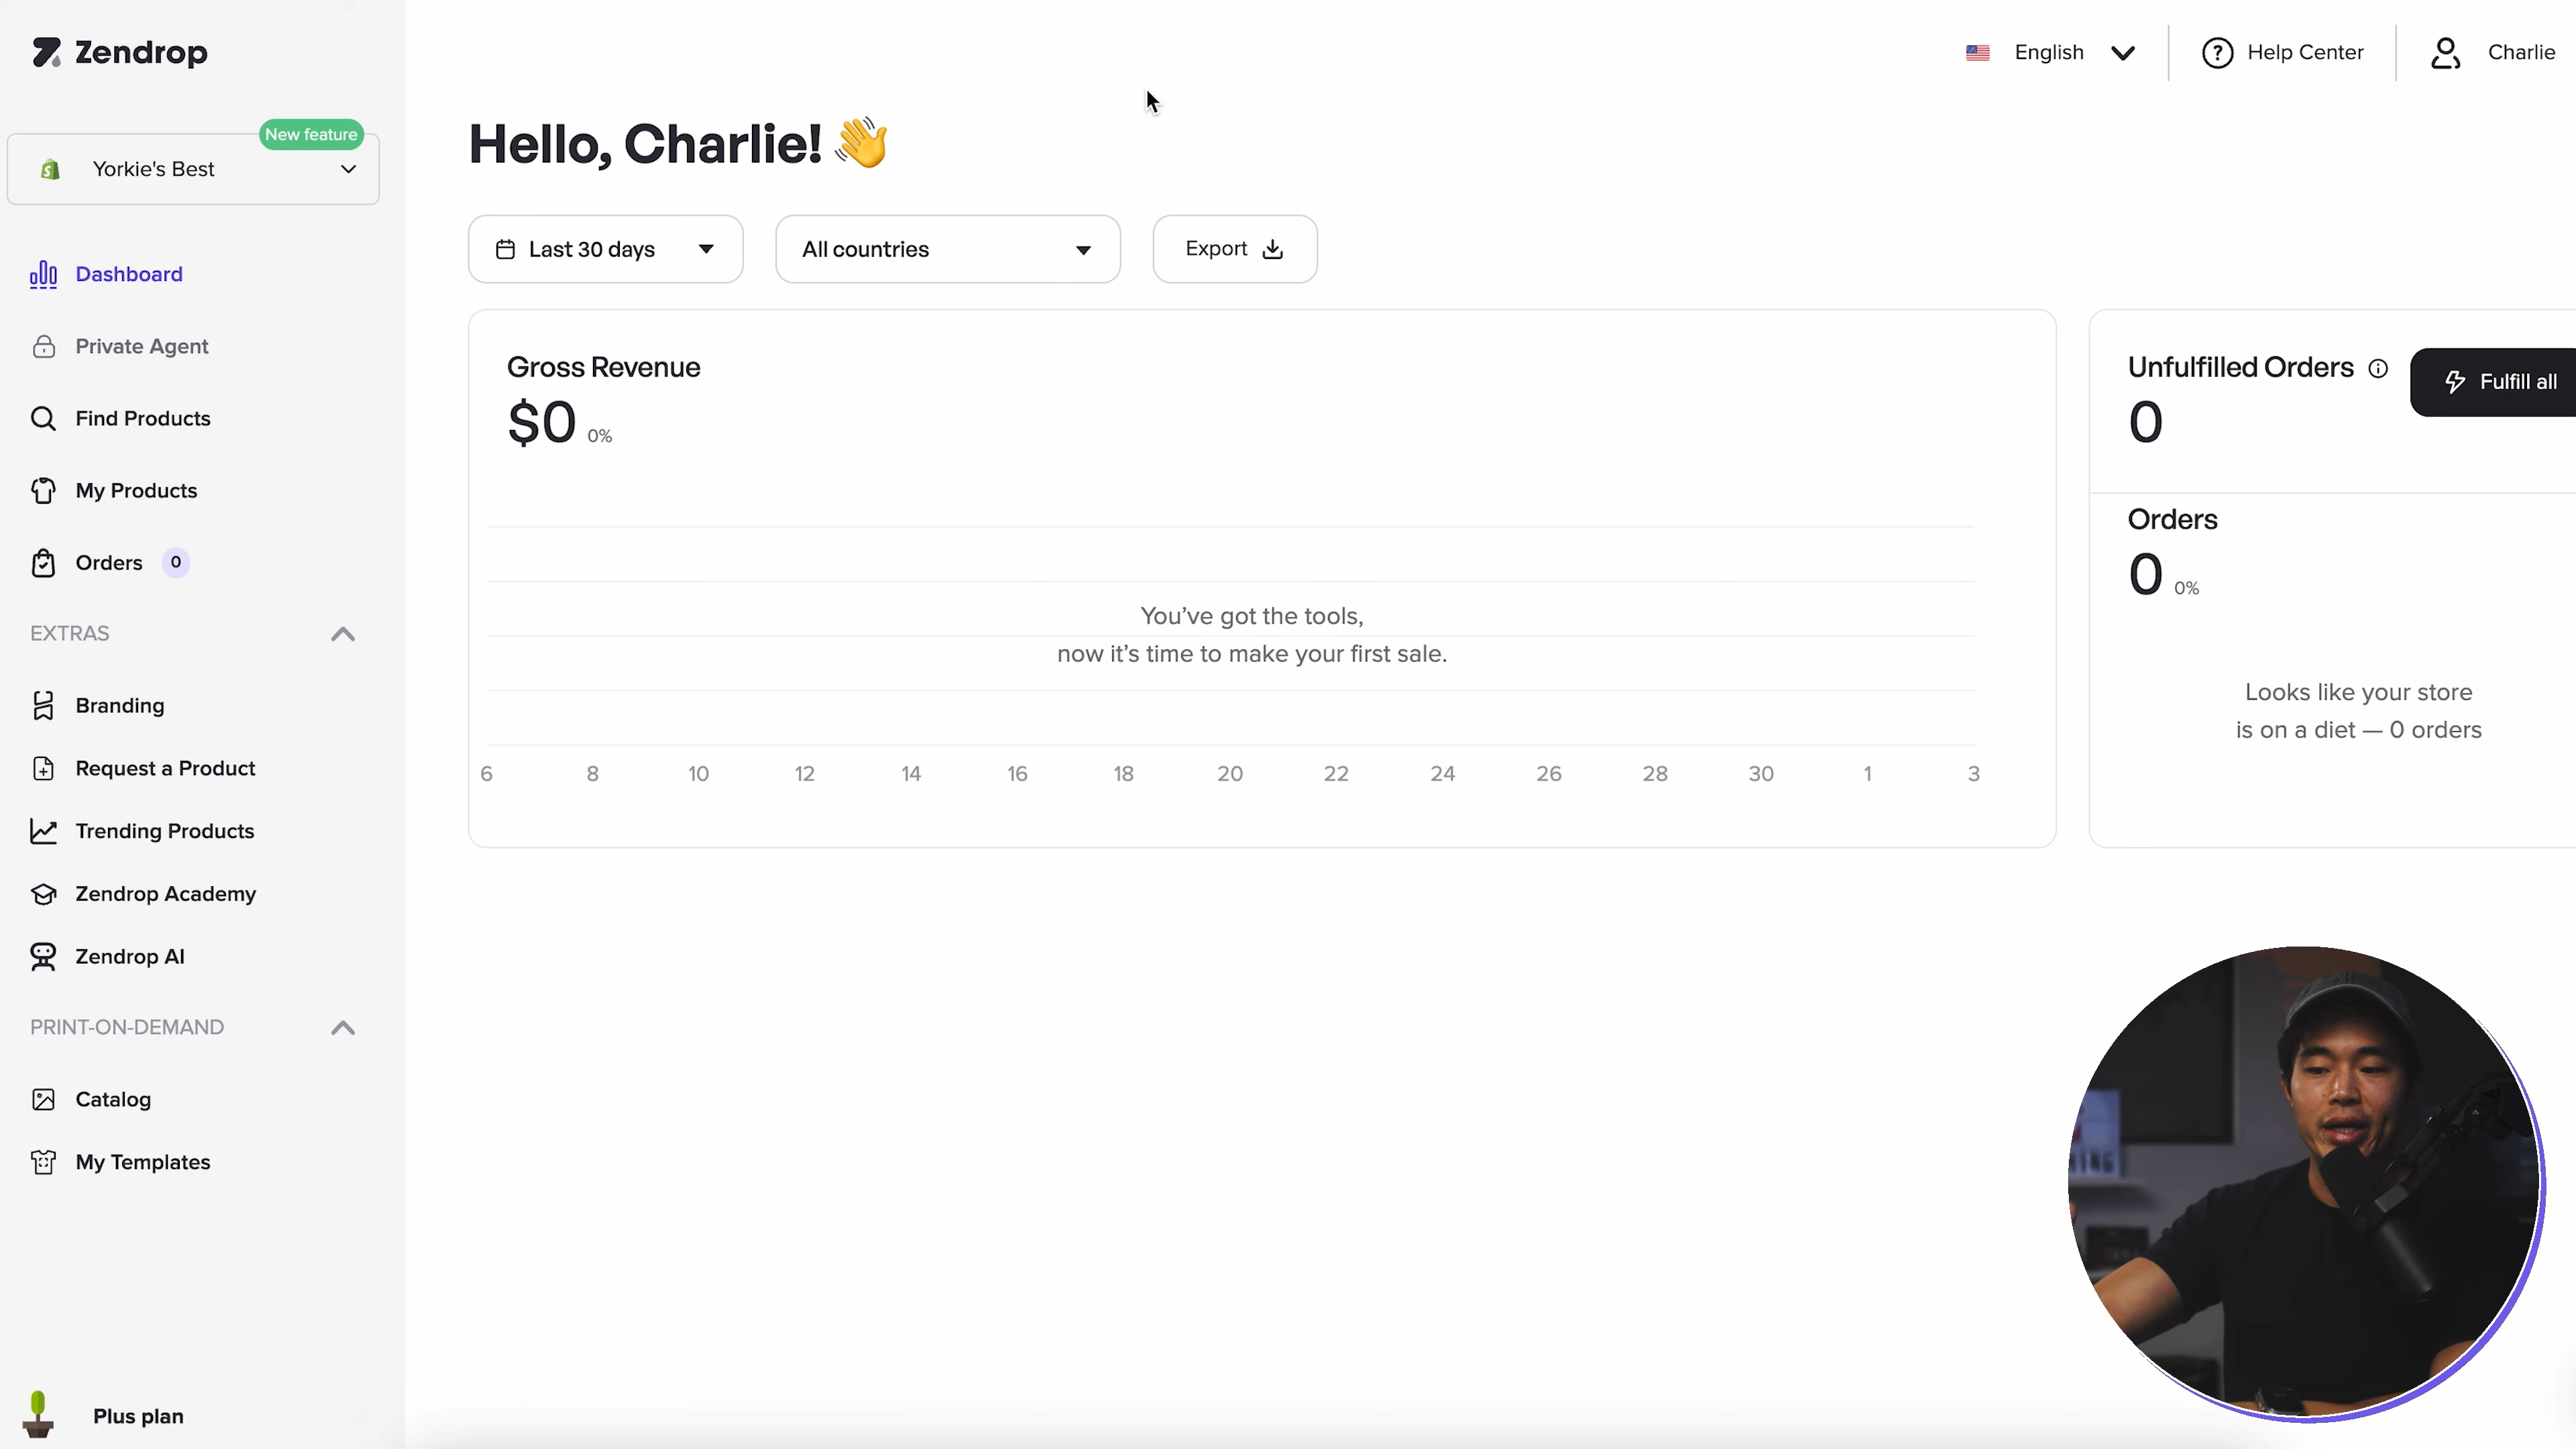 Zendrop
English
Help Center
Charlie
New feature
Yorkie's Best
Hello, Charlie!
Last 30 days
All countries
Export
Dashboard
Private Agent
Find Products
My Products
Orders 0
EXTRAS
Branding
Request a Product
Trending Products
Zendrop Academy
Zendrop AI
PRINT-ON-DEMAND
Catalog
My Templates
Plus plan
Gross Revenue
$0 0%
You’ve got the tools,
now it’s time to make your first sale.
6 8 10 12 14 16 18 20 22 24 26 28 30 1 3
Unfulfilled Orders
0
Fulfill all
Orders
0 0%
Looks like your store
is on a diet — 0 orders